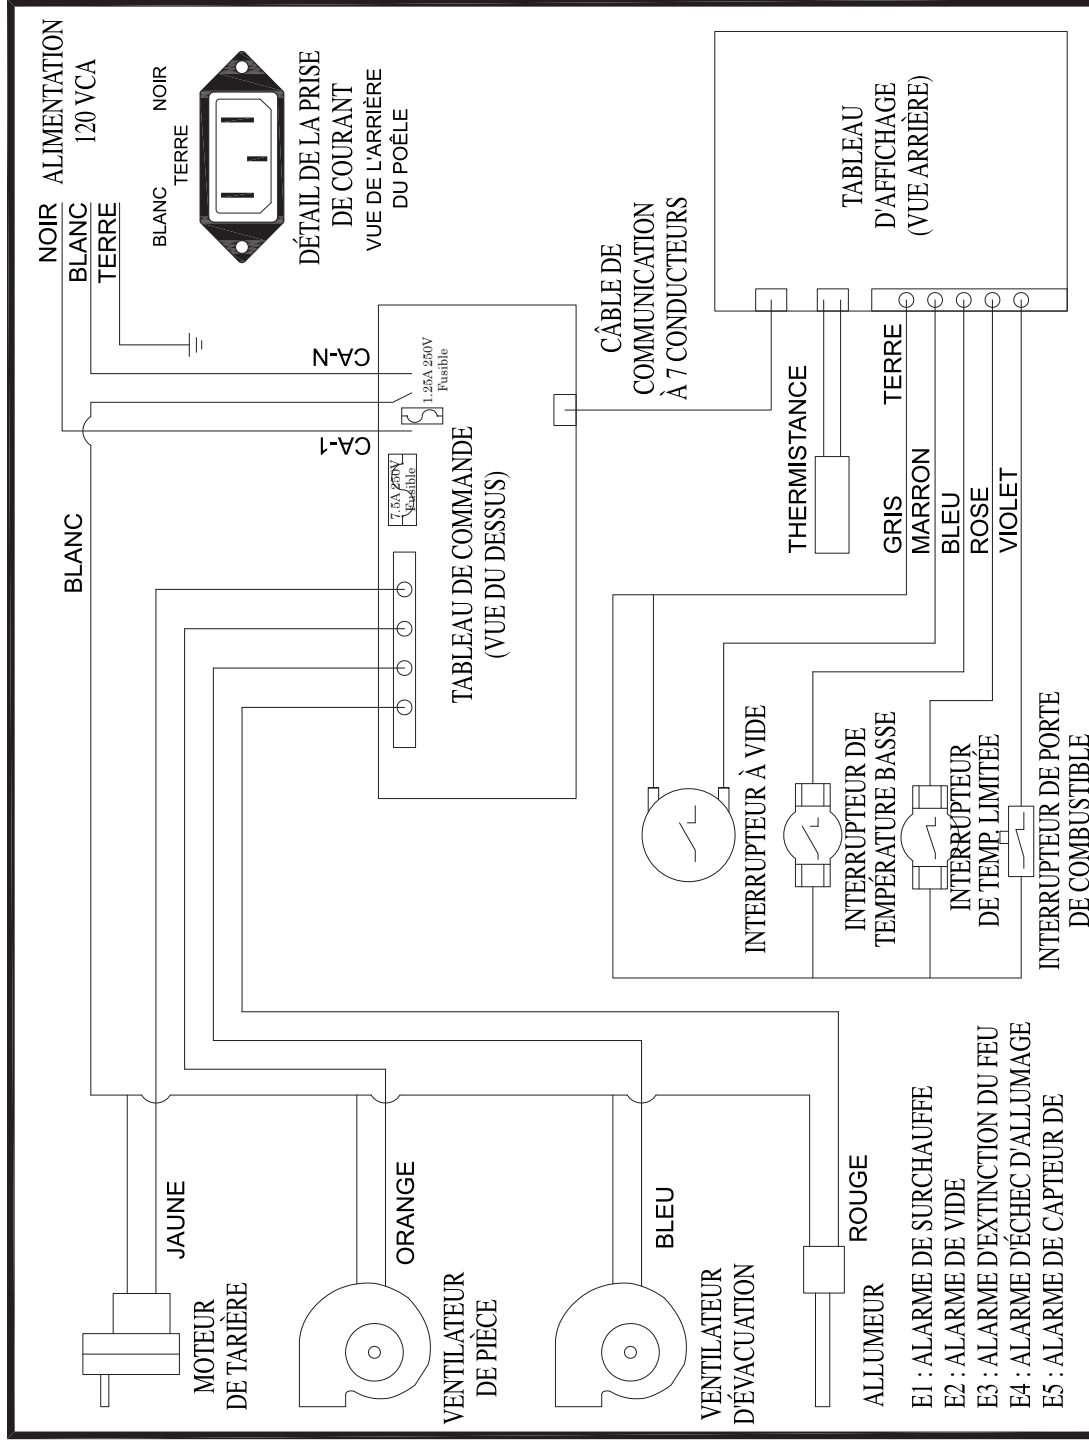 MOTEUR
DE TARIÈRE
JAUNE
VENTILATEUR
DE PIÈCE
ORANGE
VENTILATEUR
D'ÉVACUATION
BLEU
ALLUMEUR
ROUGE
E1 : ALARME DE SURCHAUFFE
E2 : ALARME DE VIDE
E3 : ALARME D'EXTINCTION DU FEU
E4 : ALARME D'ÉCHEC D'ALLUMAGE
E5 : ALARME DE CAPTEUR DE
BLANC
NOIR
BLANC
TERRE
ALIMENTATION
120 VCA
BLANC
TERRE
NOIR
DÉTAIL DE LA PRISE
DE COURANT
VUE DE L'ARRIÈRE
DU POÊLE
CA-1
CA-N
7.5A 250V
Fusible
1.25A 250V
Fusible
TABLEAU DE COMMANDE
(VUE DU DESSUS)
CÂBLE DE
COMMUNICATION
À 7 CONDUCTEURS
TABLEAU
D'AFFICHAGE
(VUE ARRIÈRE)
THERMISTANCE
GRIS
TERRE
MARRON
BLEU
ROSE
VIOLET
INTERRUPTEUR À VIDE
INTERRUPTEUR DE
TEMPÉRATURE BASSE
INTERRUPTEUR
DE TEMP. LIMITÉE
INTERRUPTEUR DE PORTE
DE COMBUSTIBLE